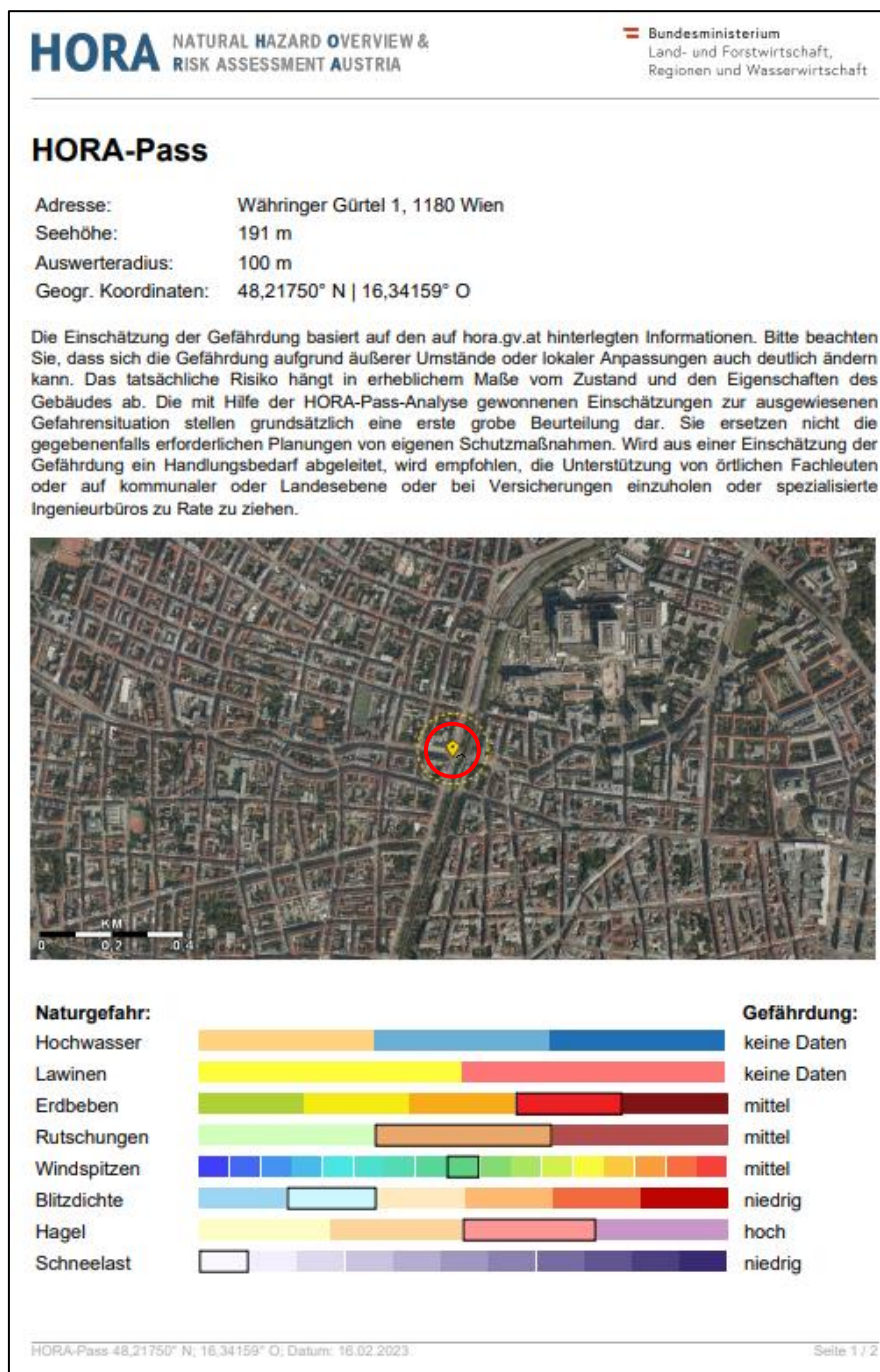 HORA NATURAL HAZARD OVERVIEW &
RISK ASSESSMENT AUSTRIA
Bundesministerium
Land- und Forstwirtschaft,
Regionen und Wasserwirtschaft
HORA-Pass
Adresse: Währinger Gürtel 1, 1180 Wien
Seehöhe: 191 m
Auswerteradius: 100 m
Geogr. Koordinaten: 48,21750° N | 16,34159° O
Die Einschätzung der Gefährdung basiert auf den auf hora.gv.at hinterlegten Informationen. Bitte beachten
Sie, dass sich die Gefährdung aufgrund äußerer Umstände oder lokaler Anpassungen auch deutlich ändern
kann. Das tatsächliche Risiko hängt in erheblichem Maße vom Zustand und den Eigenschaften des
Gebäudes ab. Die mit Hilfe der HORA-Pass-Analyse gewonnenen Einschätzungen zur ausgewiesenen
Gefahrensituation stellen grundsätzlich eine erste grobe Beurteilung dar. Sie ersetzen nicht die
gegebenenfalls erforderlichen Planungen von eigenen Schutzmaßnahmen. Wird aus einer Einschätzung der
Gefährdung ein Handlungsbedarf abgeleitet, wird empfohlen, die Unterstützung von örtlichen Fachleuten
oder auf kommunaler oder Landesebene oder bei Versicherungen einzuholen oder spezialisierte
Ingenieurbüros zu Rate zu ziehen.
KM
0 0.2 0.4
Naturgefahr: Gefährdung:
Hochwasser keine Daten
Lawinen keine Daten
Erdbeben mittel
Rutschungen mittel
Windspitzen mittel
Blitzdichte niedrig
Hagel hoch
Schneelast niedrig
HORA-Pass 48,21750° N; 16,34159° O; Datum: 16.02.2023 Seite 1 / 2